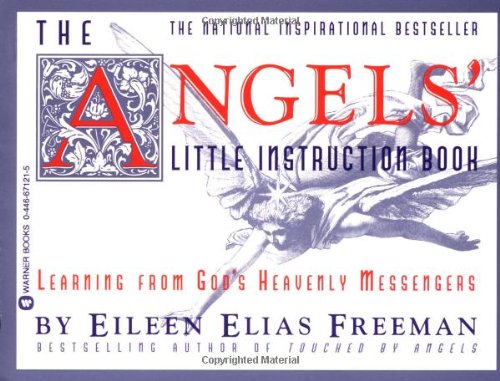 Copyrighted Material
THE
THE NATIONAL INSPIRATIONAL BESTSELLER
ANGELS'
LITTLE INSTRUCTION BOOK
WARNER BOOKS 0-446-67121-5
LEARNING FROM GOD'S HEAVENLY MESSENGERS
BY EILEEN ELIAS FREEMAN
BESTSELLING AUTHOR OF TOUCHED BY ANGELS
Copyrighted Material